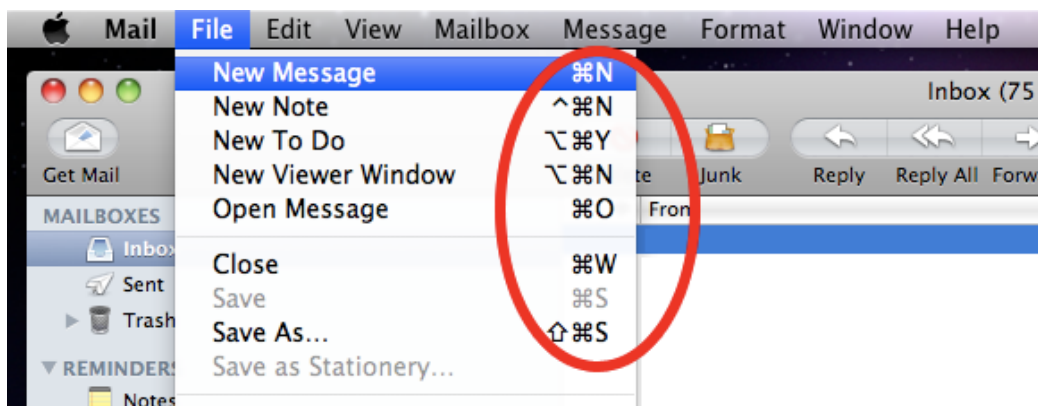 Mail File Edit View Mailbox Message Format Window Help
Inbox (75
New Message ⌘N
New Note ^⌘N
New To Do ⌥⌘Y
New Viewer Window ⌥⌘N
Open Message ⌘O
Close ⌘W
Save ⌘S
Save As... ⇧⌘S
Save as Stationery...
Get Mail
Junk Reply Reply All Forw
From
MAILBOXES
Inbox
Sent
Trash
REMINDERS
Notes